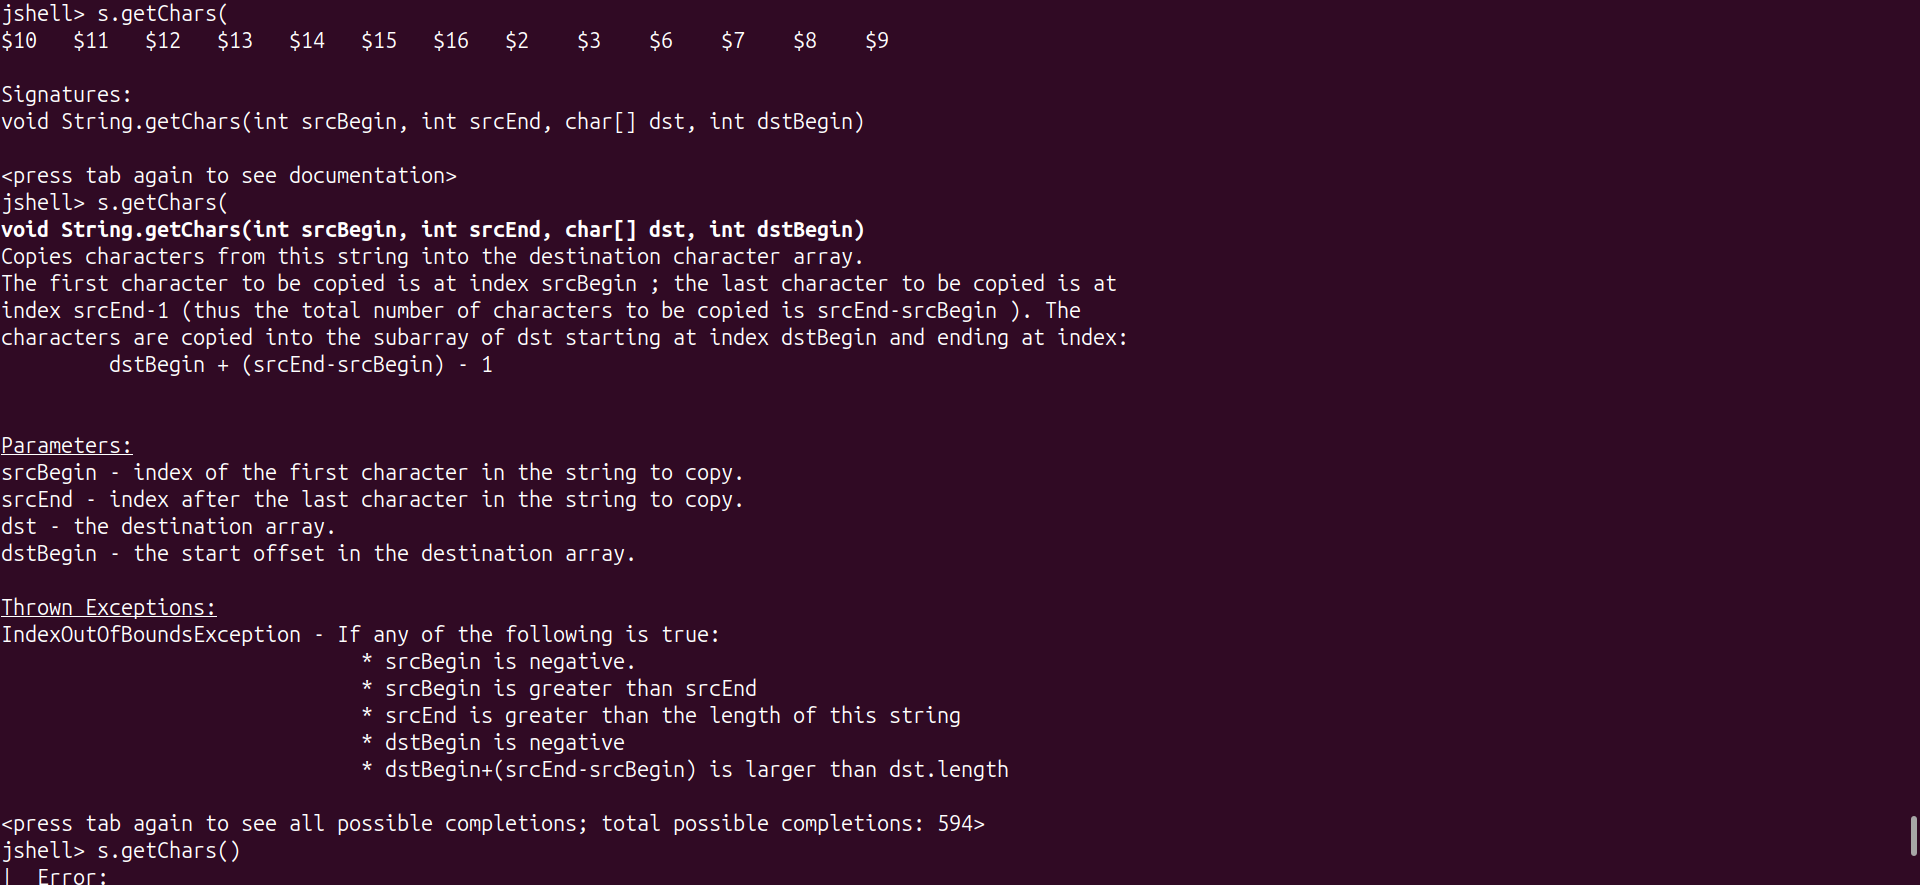 jshell> s.getChars(
$10   $11   $12   $13   $14   $15   $16   $2    $3    $6    $7    $8    $9
Signatures:
void String.getChars(int srcBegin, int srcEnd, char[] dst, int dstBegin)
<press tab again to see documentation>
jshell> s.getChars(
void String.getChars(int srcBegin, int srcEnd, char[] dst, int dstBegin)
Copies characters from this string into the destination character array.
The first character to be copied is at index srcBegin ; the last character to be copied is at
index srcEnd-1 (thus the total number of characters to be copied is srcEnd-srcBegin ). The
characters are copied into the subarray of dst starting at index dstBegin and ending at index:
         dstBegin + (srcEnd-srcBegin) - 1
Parameters:
srcBegin - index of the first character in the string to copy.
srcEnd - index after the last character in the string to copy.
dst - the destination array.
dstBegin - the start offset in the destination array.
Thrown Exceptions:
IndexOutOfBoundsException - If any of the following is true:
                              * srcBegin is negative.
                              * srcBegin is greater than srcEnd
                              * srcEnd is greater than the length of this string
                              * dstBegin is negative
                              * dstBegin+(srcEnd-srcBegin) is larger than dst.length
<press tab again to see all possible completions; total possible completions: 594>
jshell> s.getChars()
|  Error: